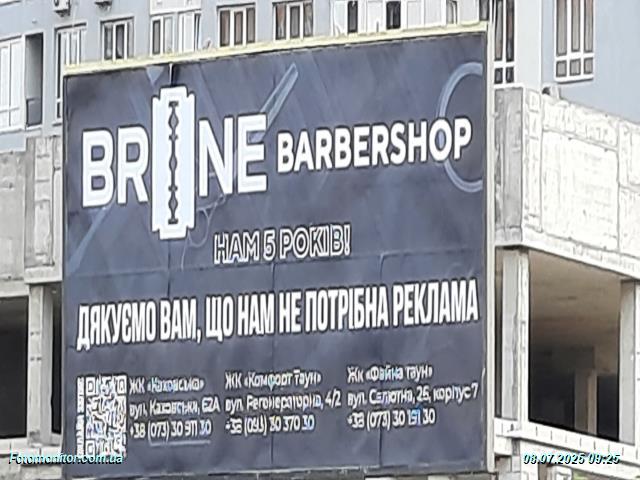 BRINE BARBERSHOP
НАМ 5 РОКІВ!
ДЯКУЄМО ВАМ, ЩО НАМ НЕ ПОТРІБНА РЕКЛАМА
ЖК «Каховська» ЖК «Комфорт Таун» ЖК «Файна таун»
вул. Каховська, 62А вул. Регенераторна, 4/2 вул. Салютна, 2б, корпус 7
+38 (073) 30 911 30 +38 (093) 30 370 30 +38 (073) 30 191 30
Fotomonitor.com.ua 08.07.2025 09:25